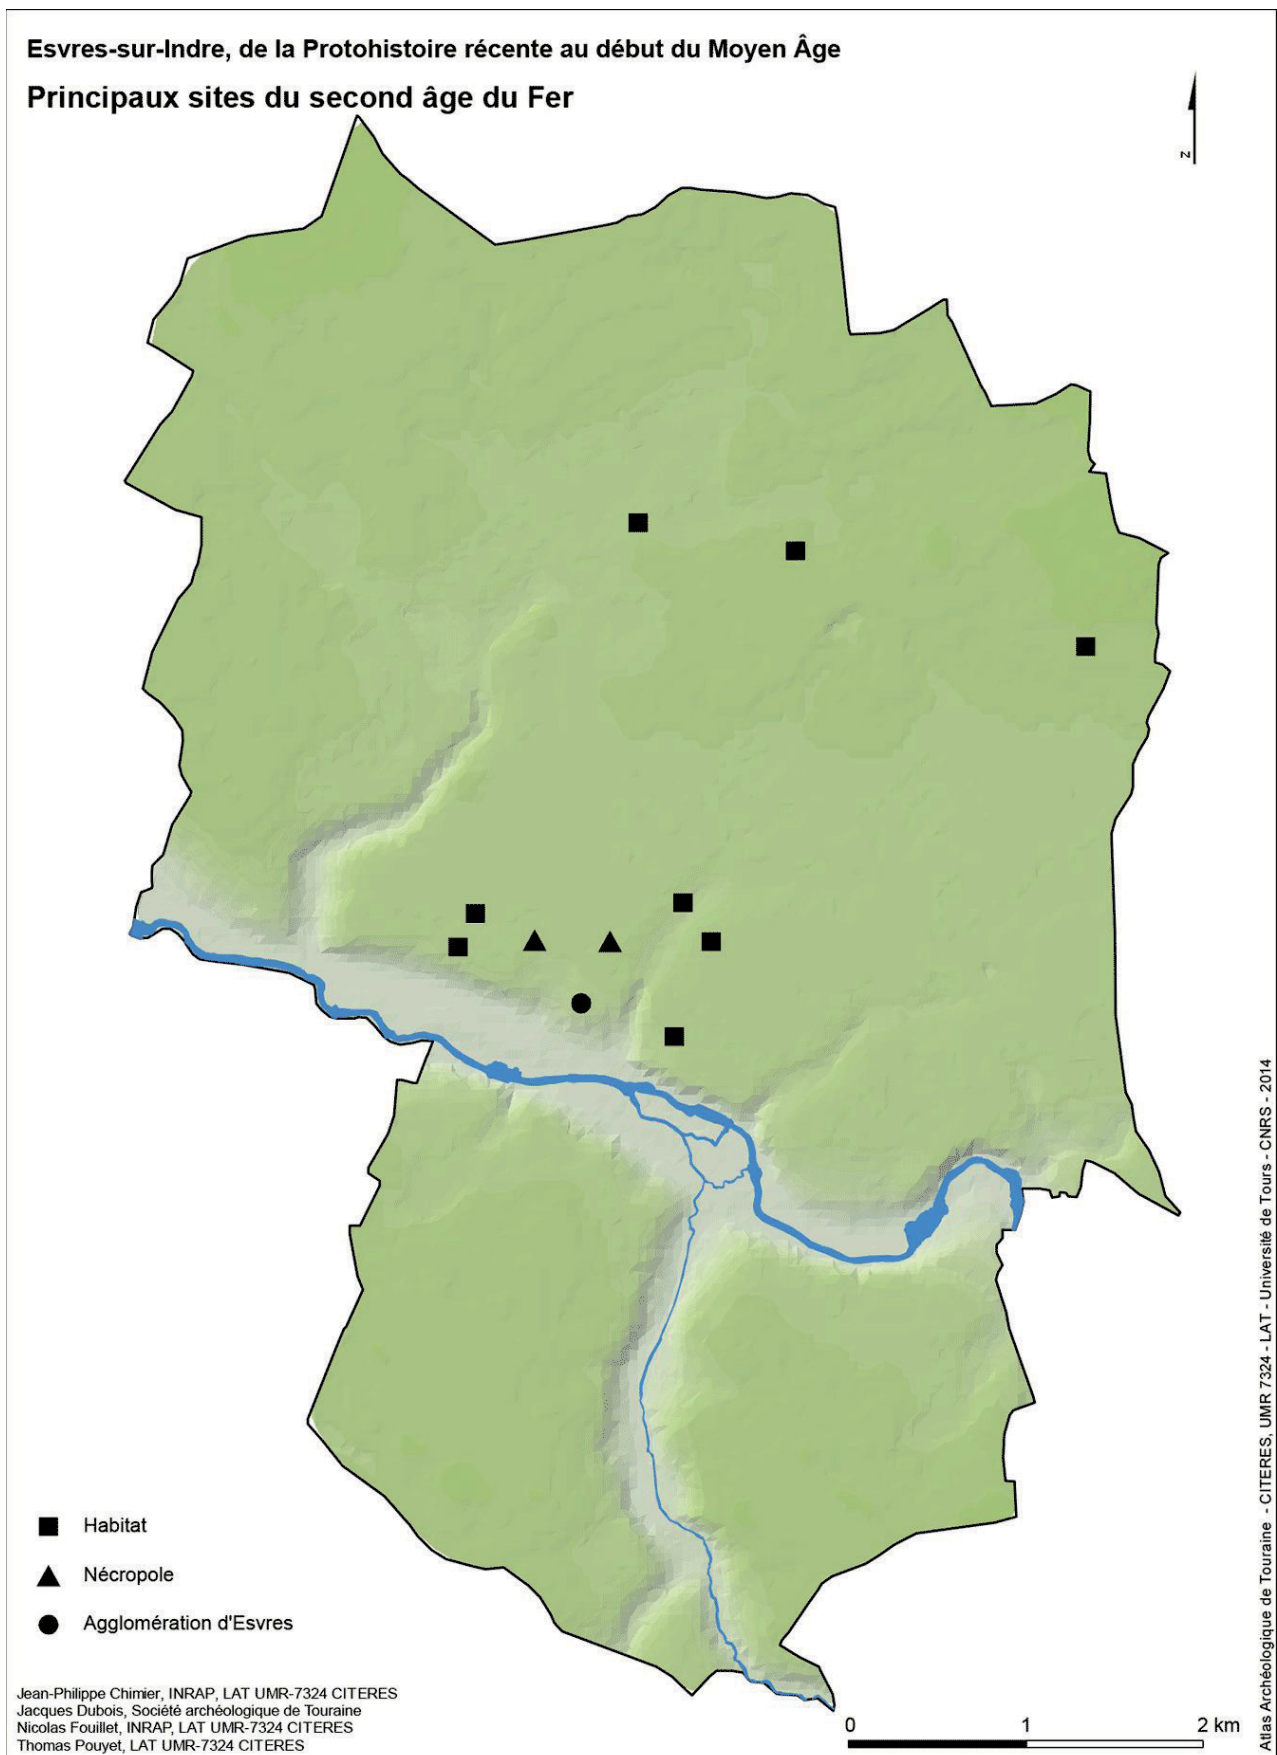 Esvres-sur-Indre, de la Protohistoire récente au début du Moyen Âge
Principaux sites du second âge du Fer
z
Habitat
Nécropole
Agglomération d'Esvres
Jean-Philippe Chimier, INRAP, LAT UMR-7324 CITERES
Jacques Dubois, Société archéologique de Touraine
Nicolas Fouillet, INRAP, LAT UMR-7324 CITERES
Thomas Pouyet, LAT UMR-7324 CITERES
0 1 2 km
Atlas Archéologique de Touraine - CITERES, UMR 7324 - LAT - Université de Tours - CNRS - 2014